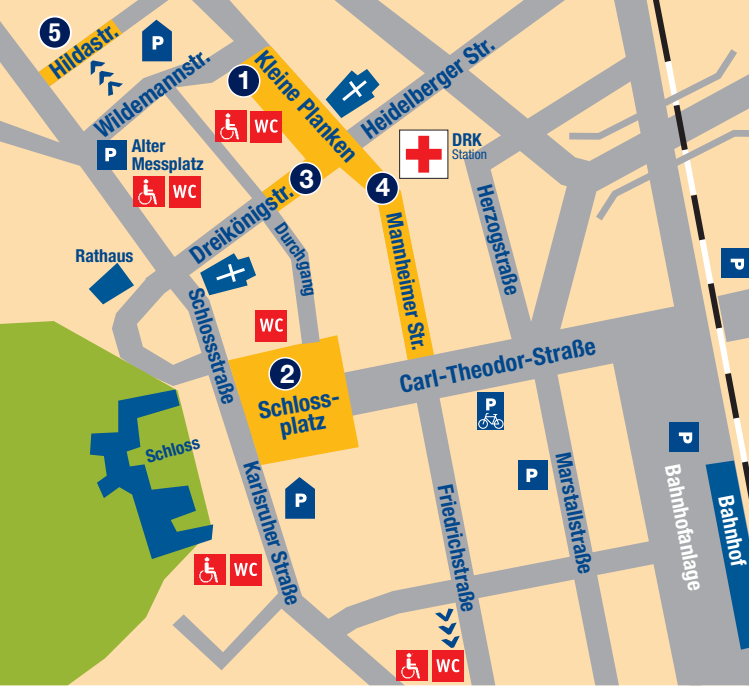 5
Hildastr.
P
Wildemannstr.
1
Kleine Planken
Heidelberger Str.
WC
P
Alter
Messplatz
WC
DRK
Station
3
4
Dreikönigstr.
Durchgang
Mannheimer Str.
Herzogstraße
Rathaus
P
Schlossstraße
WC
2
Schloss-
platz
Carl-Theodor-Straße
P
P
Schloss
Karlsruher Straße
P
P
Friedrichstraße
Marstallstraße
Bahnhofanlage
Bahnhof
WC
WC